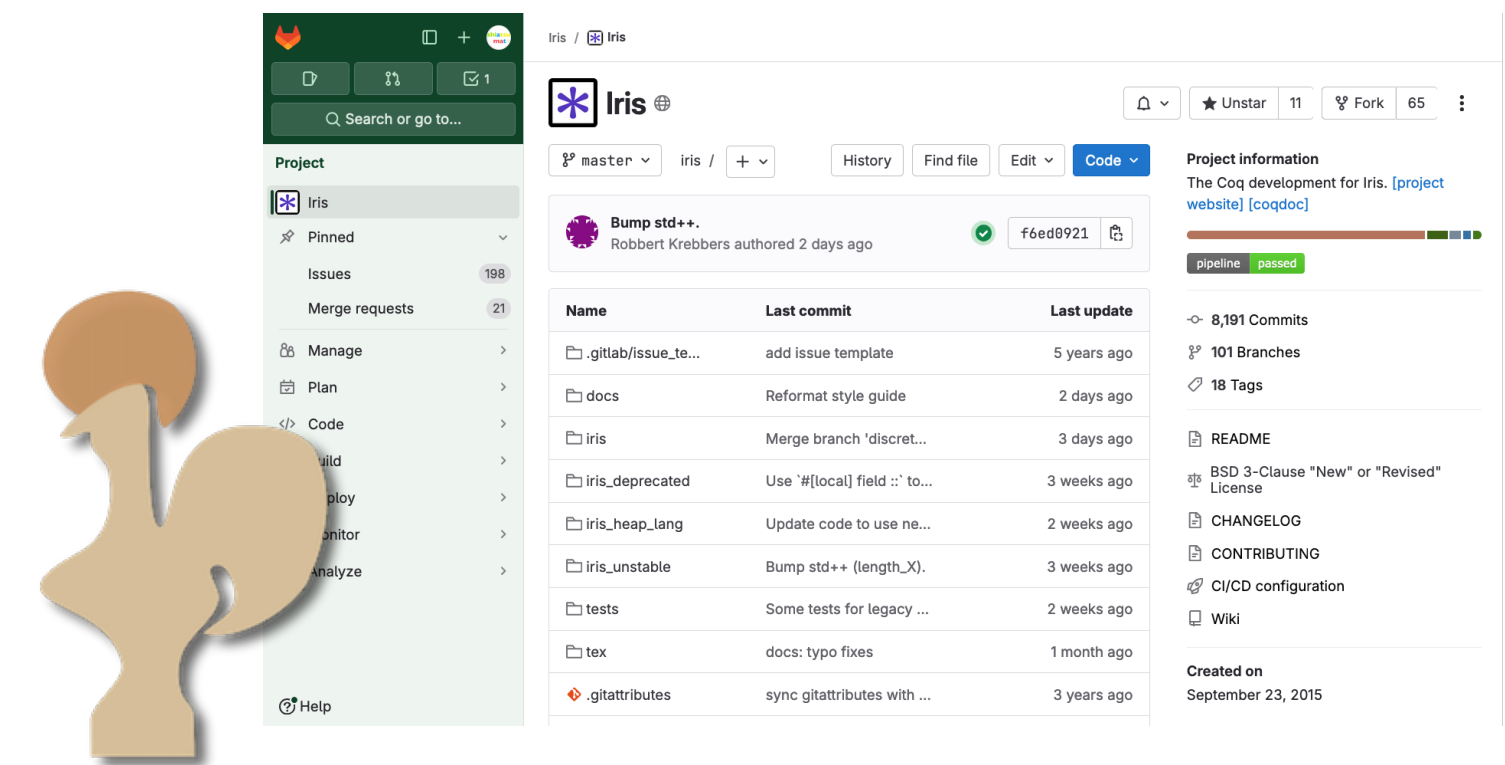 Iris / Iris
1
Search or go to...
Project
Iris
Pinned
Issues 198
Merge requests 21
Manage
Plan
Code
Monitor
Analyze
Help
Iris
Unstar 11
Fork 65
master
iris / +
History
Find file
Edit
Code
Bump std++.
Robbert Krebbers authored 2 days ago
f6ed0921
Name Last commit Last update
.gitlab/issue_te... add issue template 5 years ago
docs Reformat style guide 2 days ago
iris Merge branch 'discret... 3 days ago
iris_deprecated Use `#[local] field ::` to... 3 weeks ago
iris_heap_lang Update code to use ne... 2 weeks ago
iris_unstable Bump std++ (length_X). 3 weeks ago
tests Some tests for legacy ... 2 weeks ago
tex docs: typo fixes 1 month ago
.gitattributes sync gitattributes with ... 3 years ago
Project information
The Coq development for Iris. [project
website] [coqdoc]
pipeline passed
8,191 Commits
101 Branches
18 Tags
README
BSD 3-Clause "New" or "Revised"
License
CHANGELOG
CONTRIBUTING
CI/CD configuration
Wiki
Created on
September 23, 2015